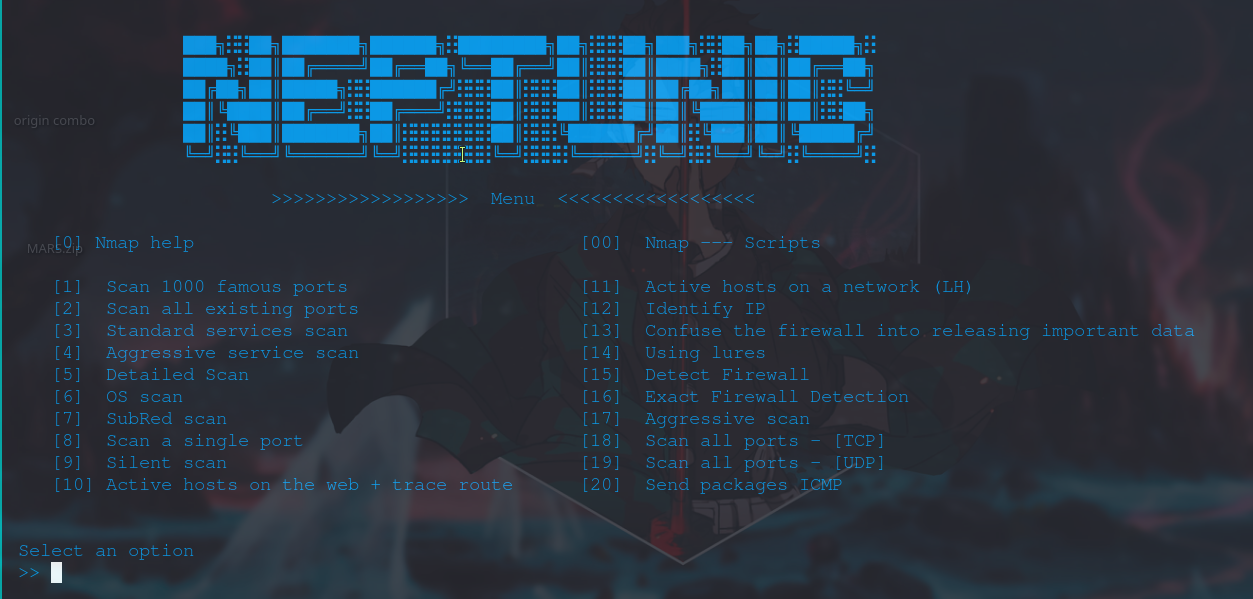 NEPTUNIC
>>>>>>>>>>>>>>>>>> Menu <<<<<<<<<<<<<<<<<<
origin combo
MARS.zip
[0] Nmap help [00] Nmap --- Scripts
[1] Scan 1000 famous ports [11] Active hosts on a network (LH)
[2] Scan all existing ports [12] Identify IP
[3] Standard services scan [13] Confuse the firewall into releasing important data
[4] Aggressive service scan [14] Using lures
[5] Detailed Scan [15] Detect Firewall
[6] OS scan [16] Exact Firewall Detection
[7] SubRed scan [17] Aggressive scan
[8] Scan a single port [18] Scan all ports - [TCP]
[9] Silent scan [19] Scan all ports - [UDP]
[10] Active hosts on the web + trace route [20] Send packages ICMP
Select an option
>>